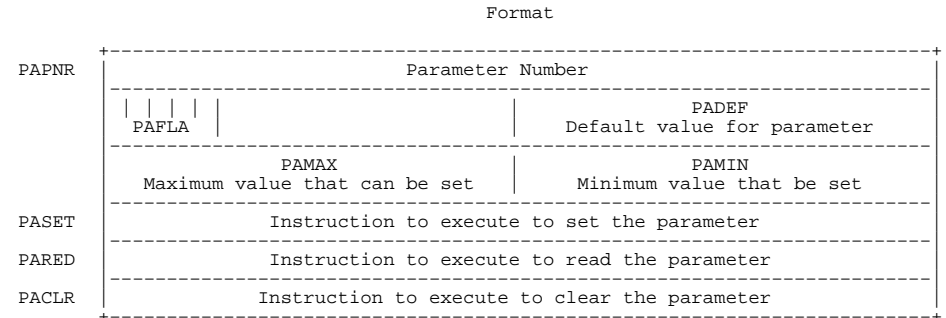 Format
PAPNR Parameter Number
PADEF
PAFLA Default value for parameter
PAMAX PAMIN
Maximum value that can be set Minimum value that be set
PASET Instruction to execute to set the parameter
PARED Instruction to execute to read the parameter
PACLR Instruction to execute to clear the parameter